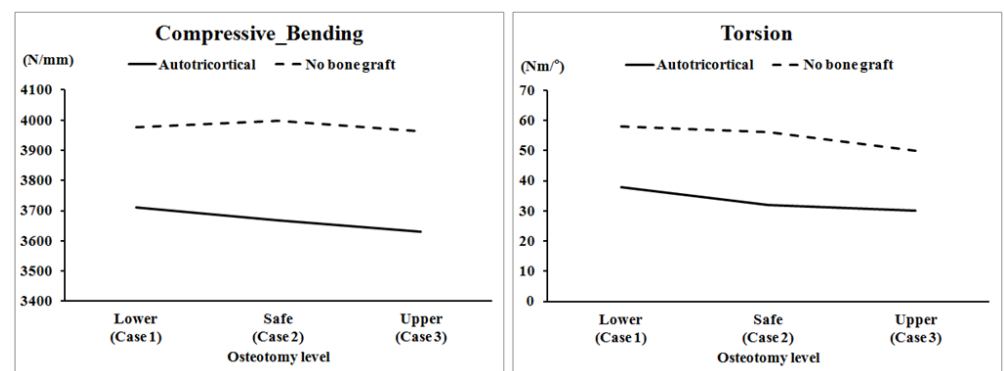 Compressive_Bending
(N/mm)
Autotricortical
No bone graft
4100
4000
3900
3800
3700
3600
3500
3400
Lower
(Case 1)
Safe
(Case 2)
Upper
(Case 3)
Osteotomy level
Torsion
(Nm/°)
Autotricortical
No bone graft
70
60
50
40
30
20
10
0
Lower
(Case 1)
Safe
(Case 2)
Upper
(Case 3)
Osteotomy level